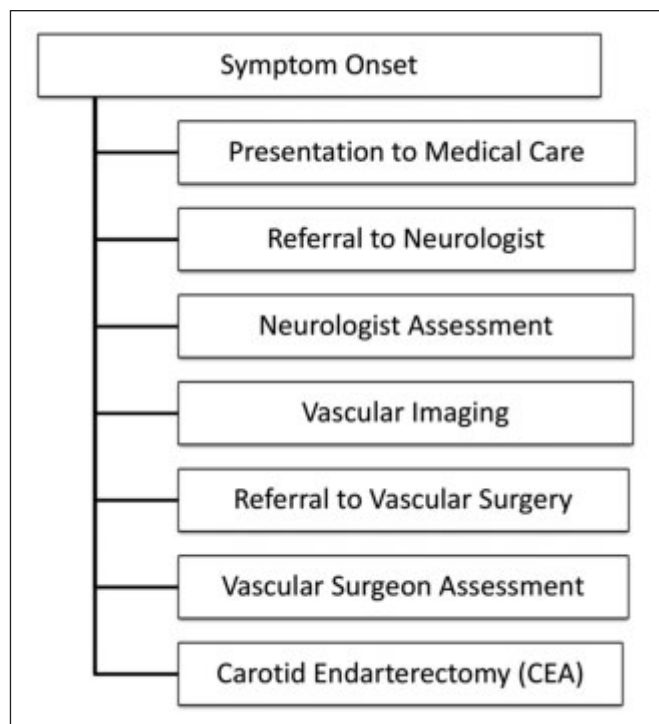 Symptom Onset
Presentation to Medical Care
Referral to Neurologist
Neurologist Assessment
Vascular Imaging
Referral to Vascular Surgery
Vascular Surgeon Assessment
Carotid Endarterectomy (CEA)